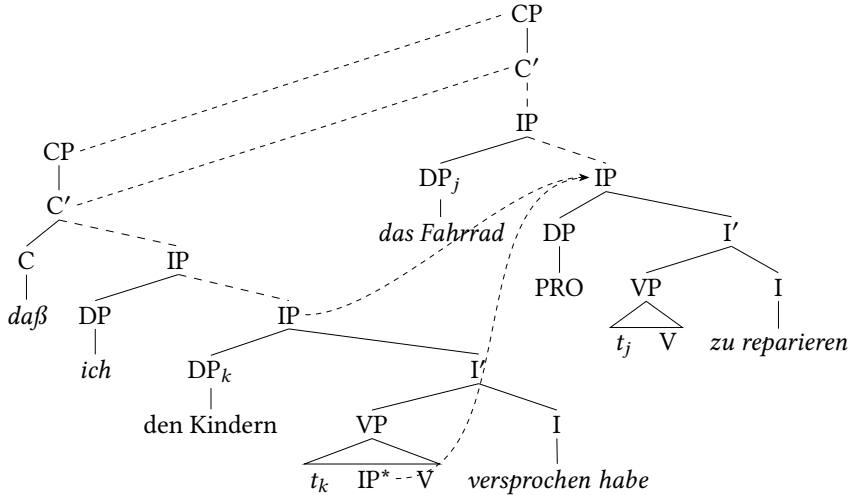 CP
C′
IP
CP
DPj IP
C′
das Fahrrad DP I′
C IP
PRO VP I
daß DP IP
tj V zu reparieren
ich DPk I′
den Kindern VP I
tk IP* V versprochen habe